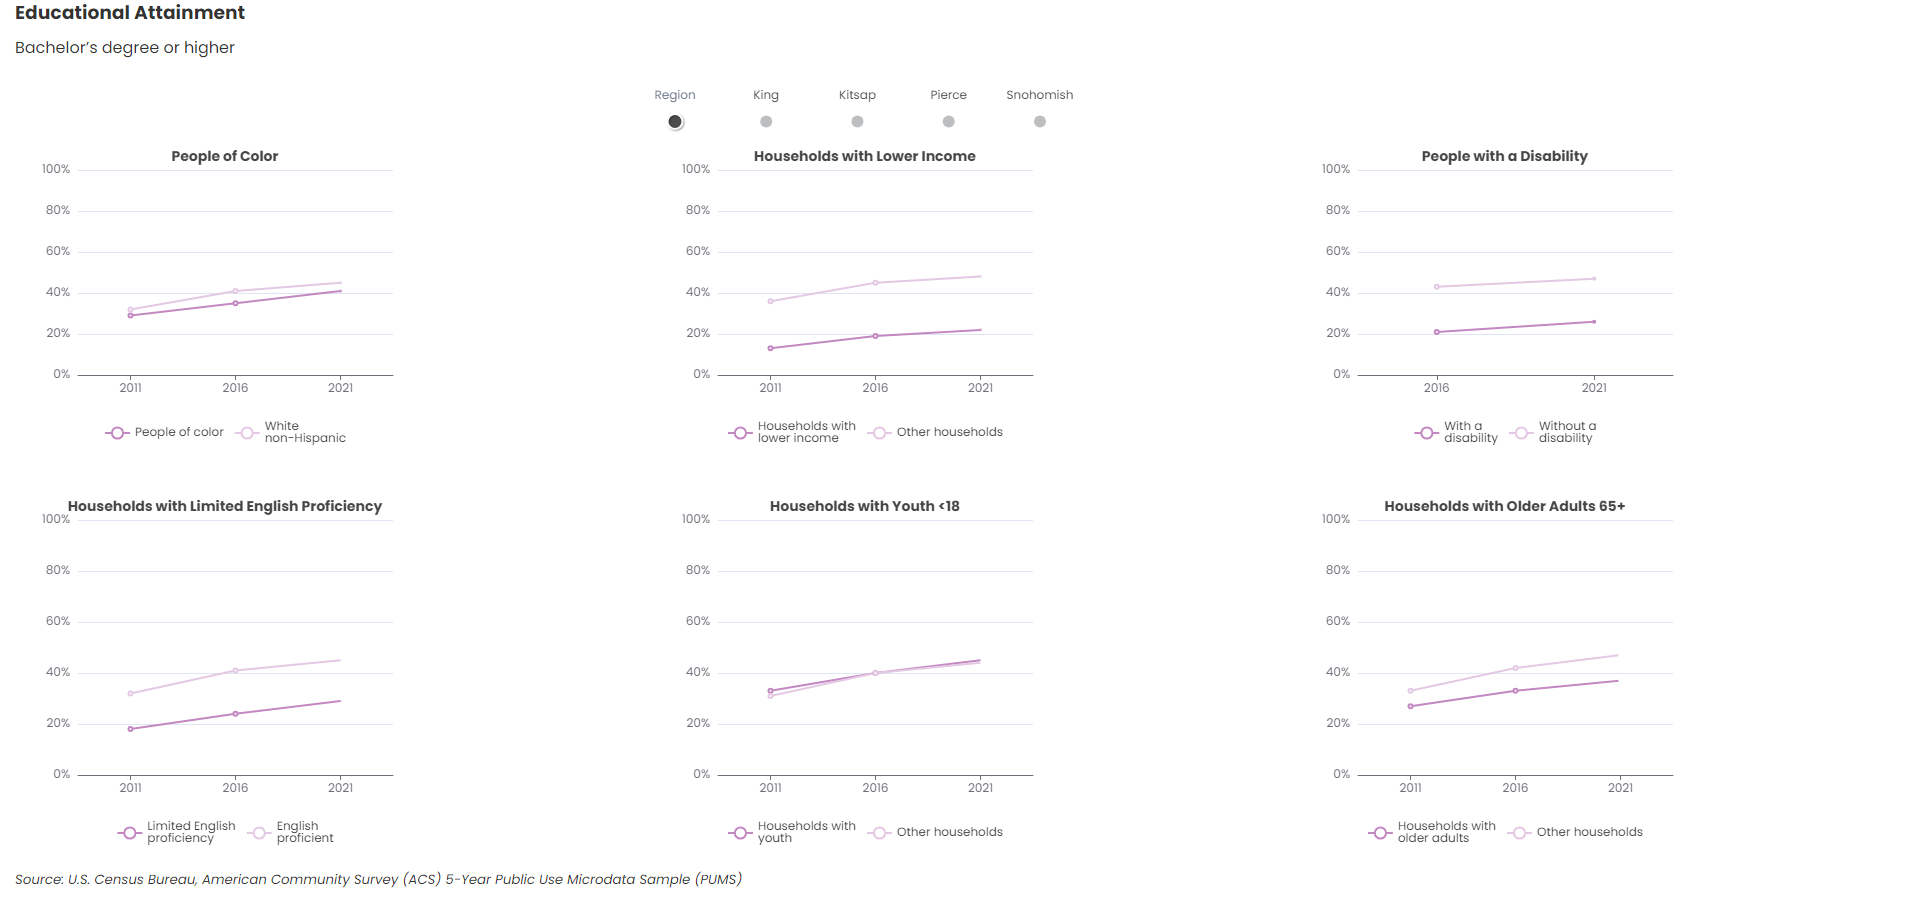 Educational Attainment
Bachelor's degree or higher
Region King Kitsap Pierce Snohomish
People of Color
100%
80%
60%
40%
20%
0%
2011 2016 2021
People of color
White
non-Hispanic
Households with Lower Income
100%
80%
60%
40%
20%
0%
2011 2016 2021
Households with
lower income
Other households
People with a Disability
100%
80%
60%
40%
20%
0%
2016 2021
With a
disability
Without a
disability
Households with Limited English Proficiency
100%
80%
60%
40%
20%
0%
2011 2016 2021
Limited English
proficiency
English
proficient
Households with Youth <18
100%
80%
60%
40%
20%
0%
2011 2016 2021
Households with
youth
Other households
Households with Older Adults 65+
100%
80%
60%
40%
20%
0%
2011 2016 2021
Households with
older adults
Other households
Source: U.S. Census Bureau, American Community Survey (ACS) 5-Year Public Use Microdata Sample (PUMS)